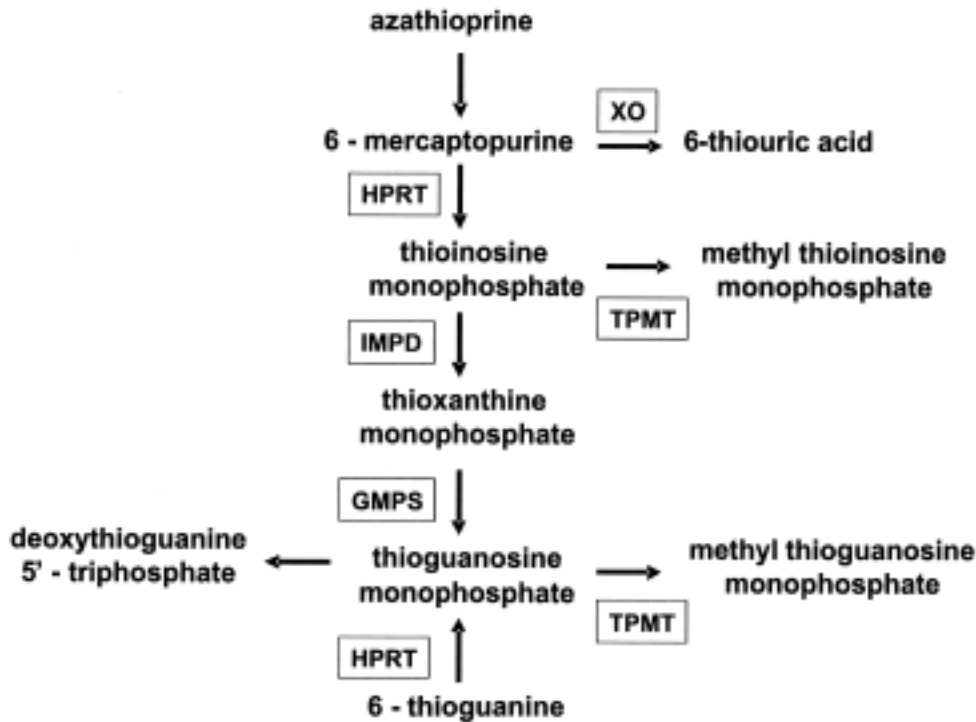 azathioprine
XO
6 - mercaptopurine
6-thiouric acid
HPRT
thioinosine
monophosphate
methyl thioinosine
monophosphate
TPMT
IMPD
thioxanthine
monophosphate
GMPS
deoxythioguanine
5' - triphosphate
thioguanosine
monophosphate
methyl thioguanosine
monophosphate
TPMT
HPRT
6 - thioguanine